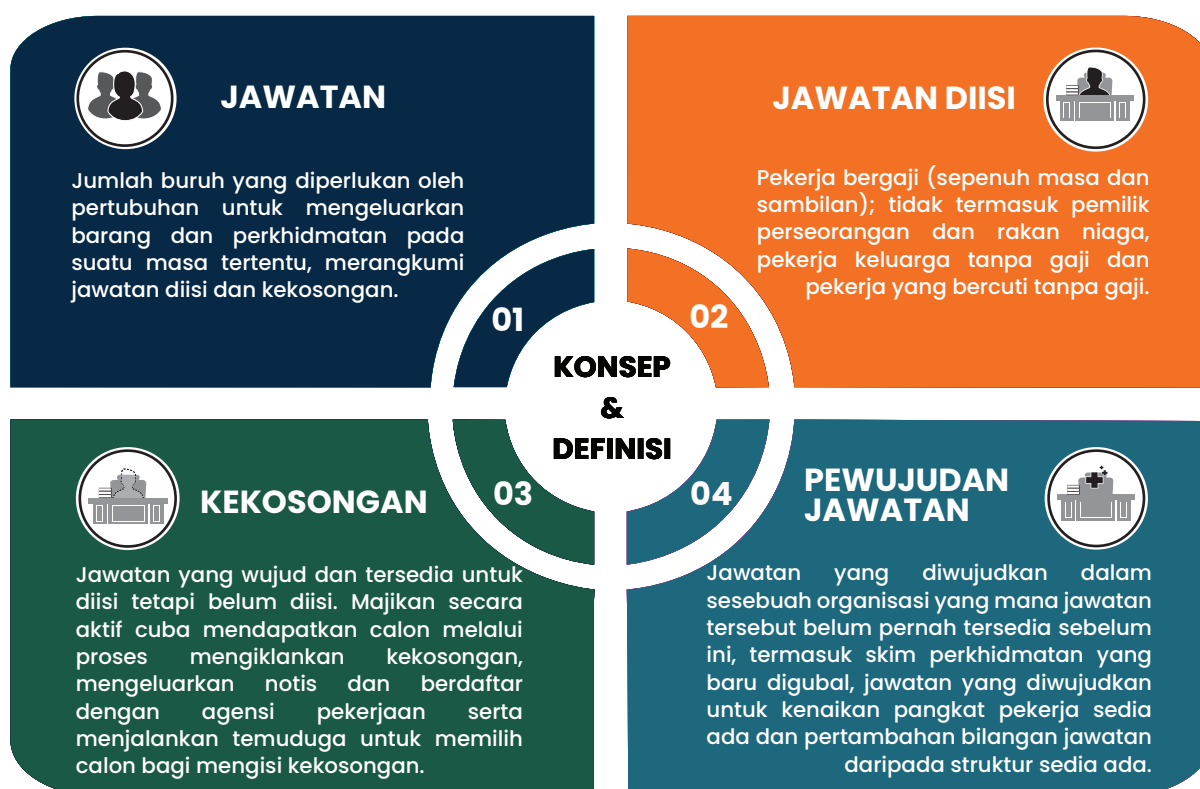 JAWATAN
Jumlah buruh yang diperlukan oleh
pertubuhan untuk mengeluarkan
barang dan perkhidmatan pada
suatu masa tertentu, merangkumi
jawatan diisi dan kekosongan.
01
JAWATAN DIISI
Pekerja bergaji (sepenuh masa dan
sambilan); tidak termasuk pemilik
perseorangan dan rakan niaga,
pekerja keluarga tanpa gaji dan
pekerja yang bercuti tanpa gaji.
02
KONSEP
&
DEFINISI
KEKOSONGAN
03
Jawatan yang wujud dan tersedia untuk
diisi tetapi belum diisi. Majikan secara
aktif cuba mendapatkan calon melalui
proses mengiklankan kekosongan,
mengeluarkan notis dan berdaftar
dengan agensi pekerjaan serta
menjalankan temuduga untuk memilih
calon bagi mengisi kekosongan.
04
PEWUJUDAN
JAWATAN
Jawatan yang diwujudkan dalam
sesebuah organisasi yang mana jawatan
tersebut belum pernah tersedia sebelum
ini, termasuk skim perkhidmatan yang
baru digubal, jawatan yang diwujudkan
untuk kenaikan pangkat pekerja sedia
ada dan pertambahan bilangan jawatan
daripada struktur sedia ada.